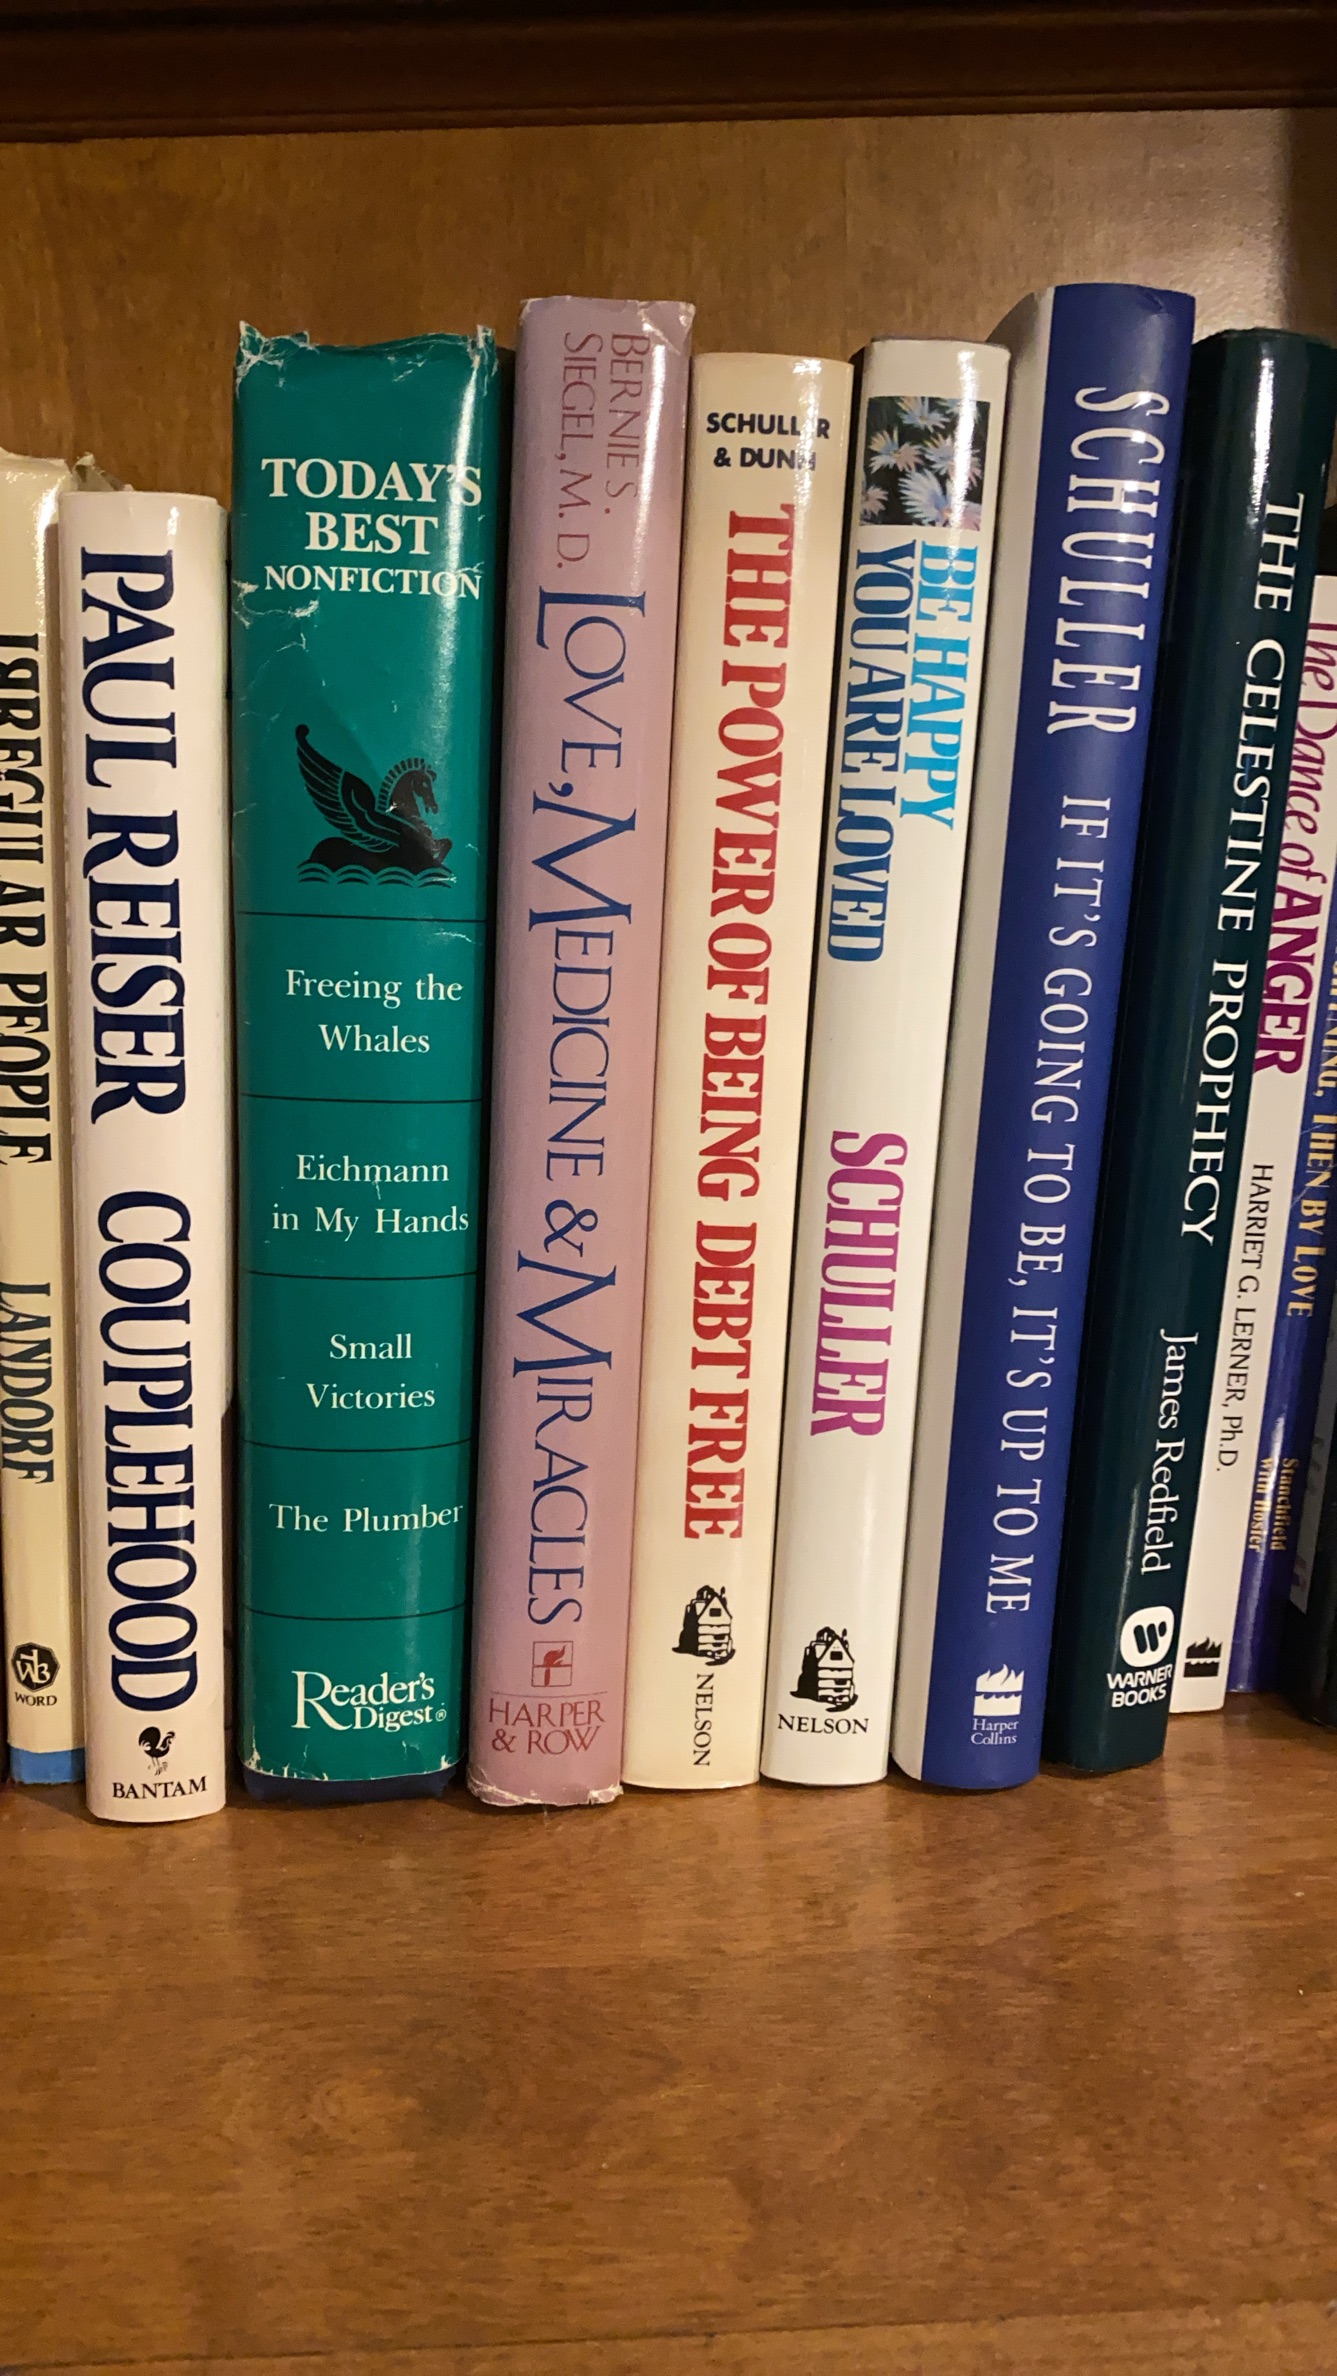 IRREGULAR PEOPLE LANDORF
WORD
PAUL REISER COUPLEHOOD
BANTAM
TODAY'S
BEST
NONFICTION
Freeing the
Whales
Eichmann
in My Hands
Small
Victories
The Plumber
Reader's
Digest®
BERNIE S.
SIEGEL, M.D.
LOVE, MEDICINE & MIRACLES
HARPER
& ROW
SCHULLER
& DUNN
THE POWER OF BEING DEBT FREE
NELSON
BE HAPPY
YOU ARE LOVED
SCHULLER
NELSON
SCHULLER IF IT'S GOING TO BE, IT'S UP TO ME
Harper
Collins
THE CELESTINE PROPHECY James Redfield
WARNER
BOOKS
The Dance of ANGER
HARRIET G. LERNER, Ph.D.
THEN BY LOVE
Stanchfield
with Hosier